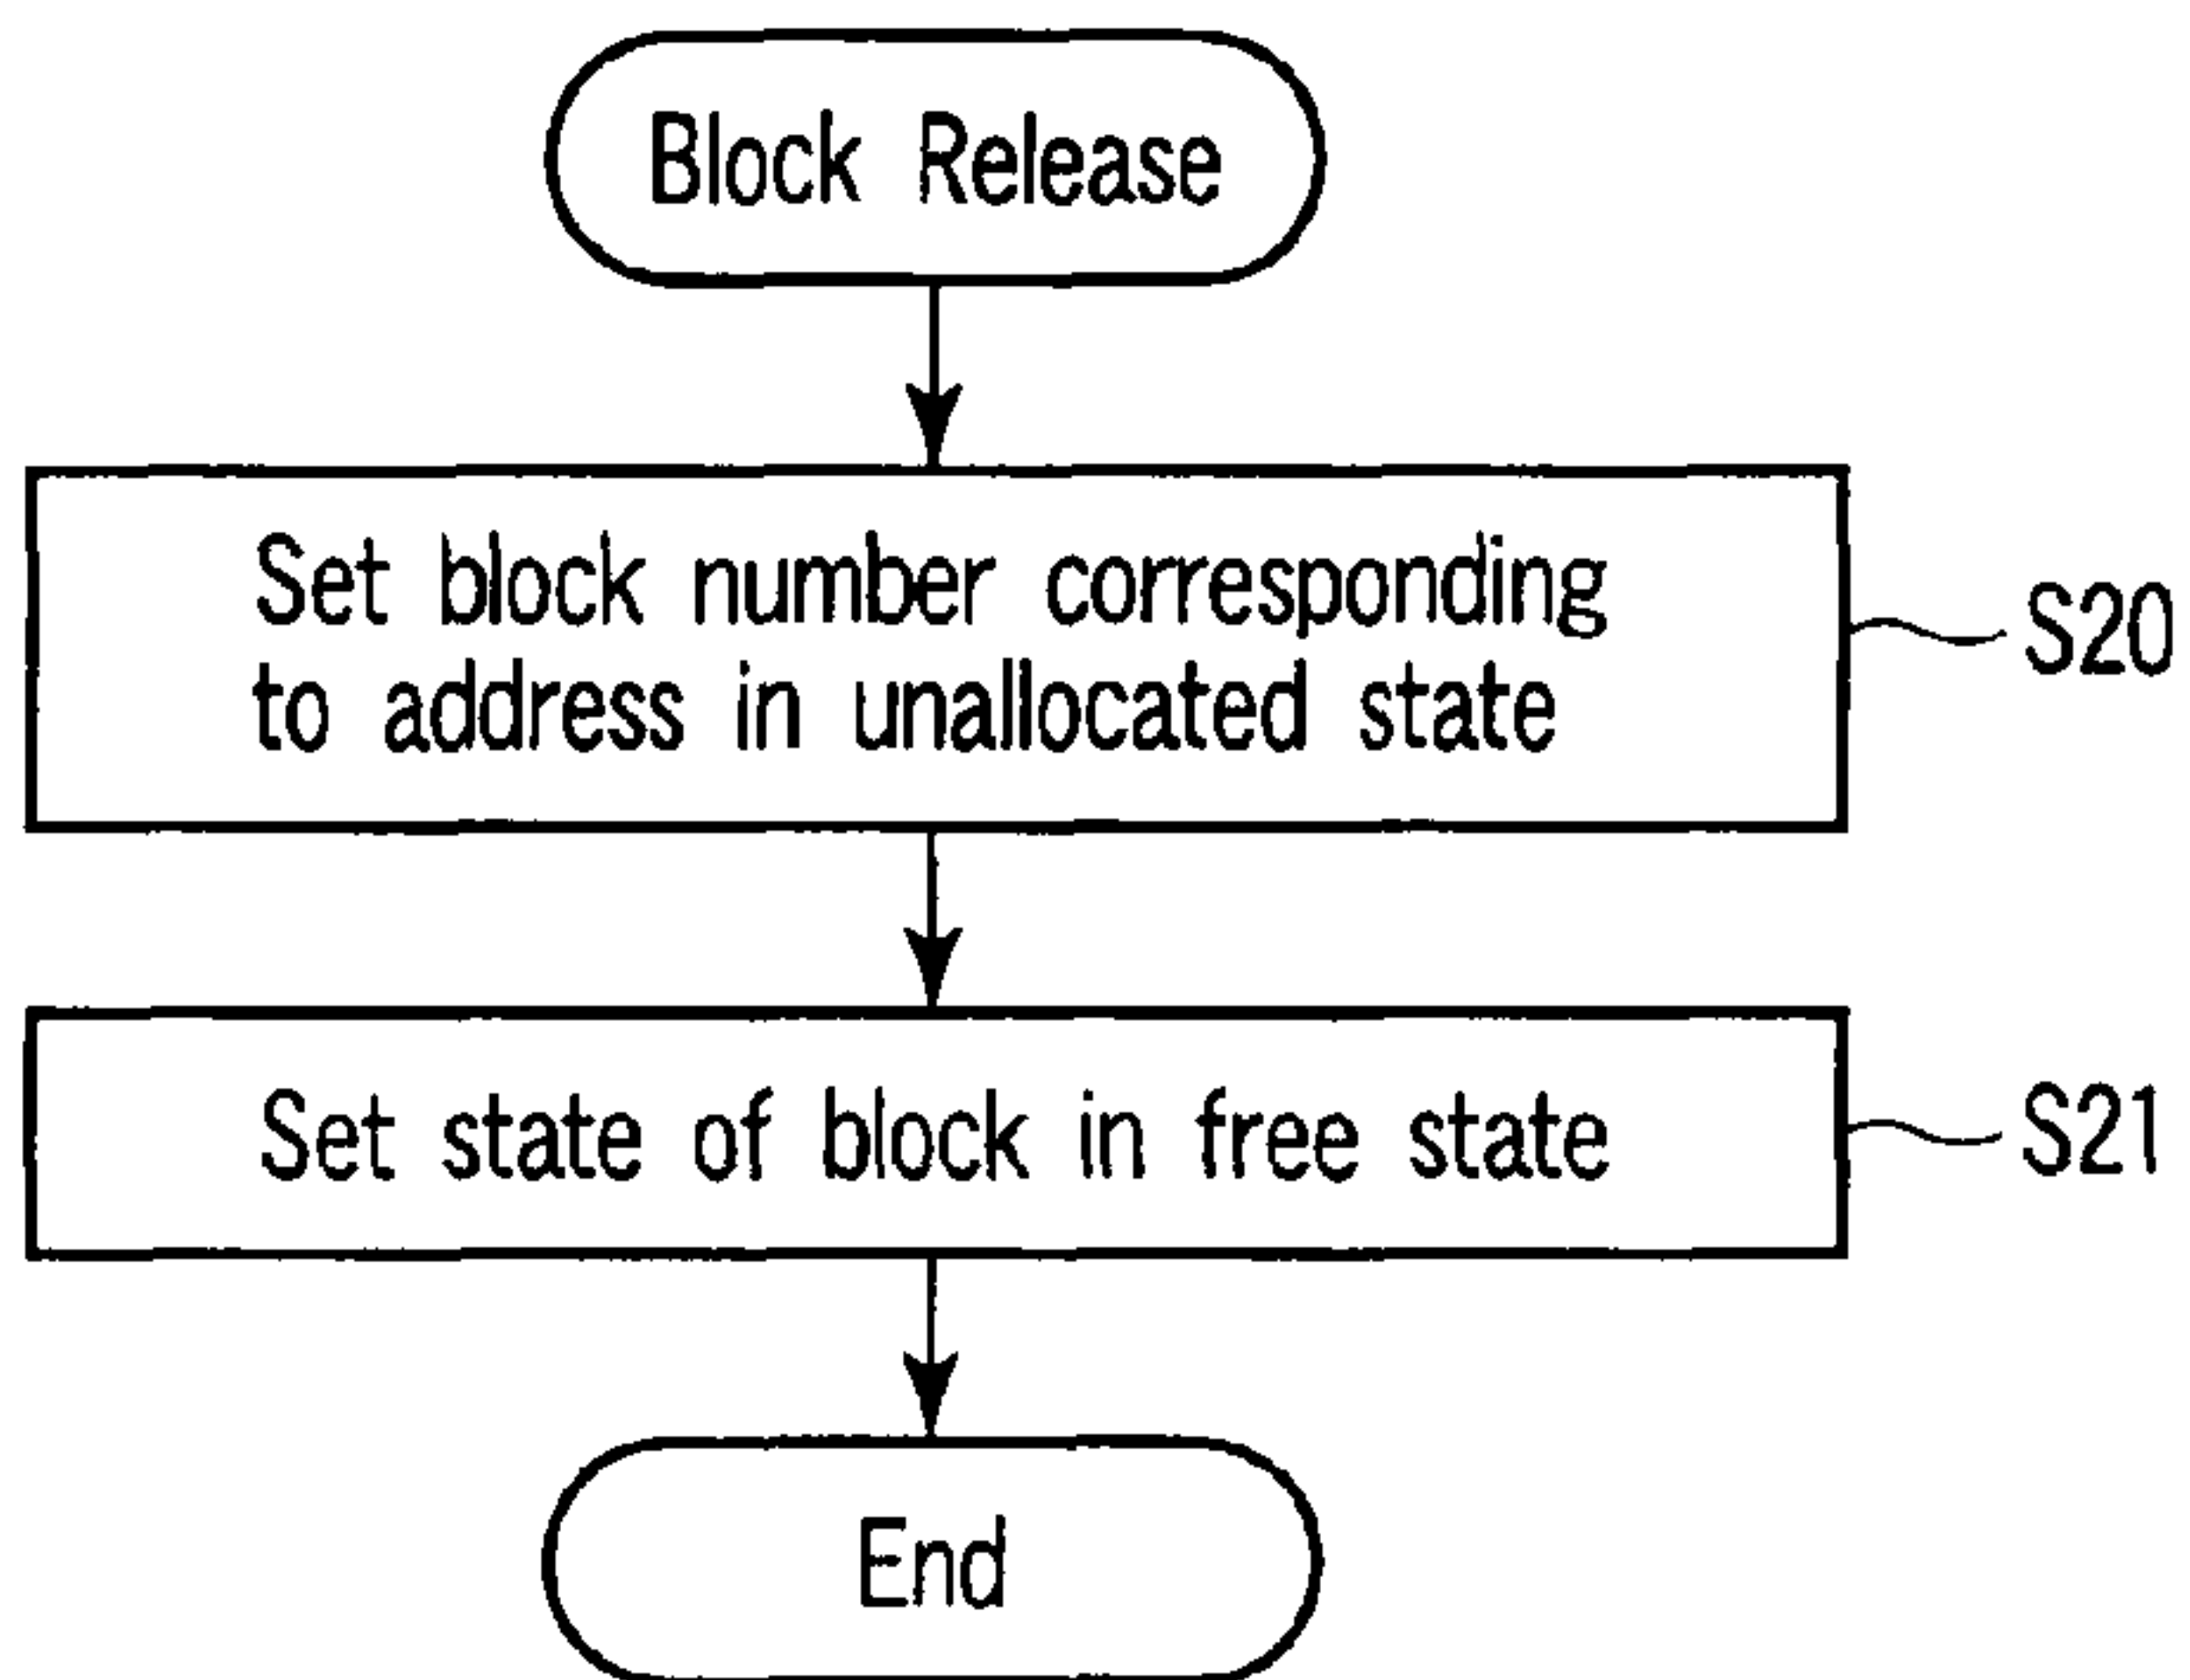 Block Release
Set block number corresponding
to address in unallocated state
S20
Set state of block in free state
S21
End